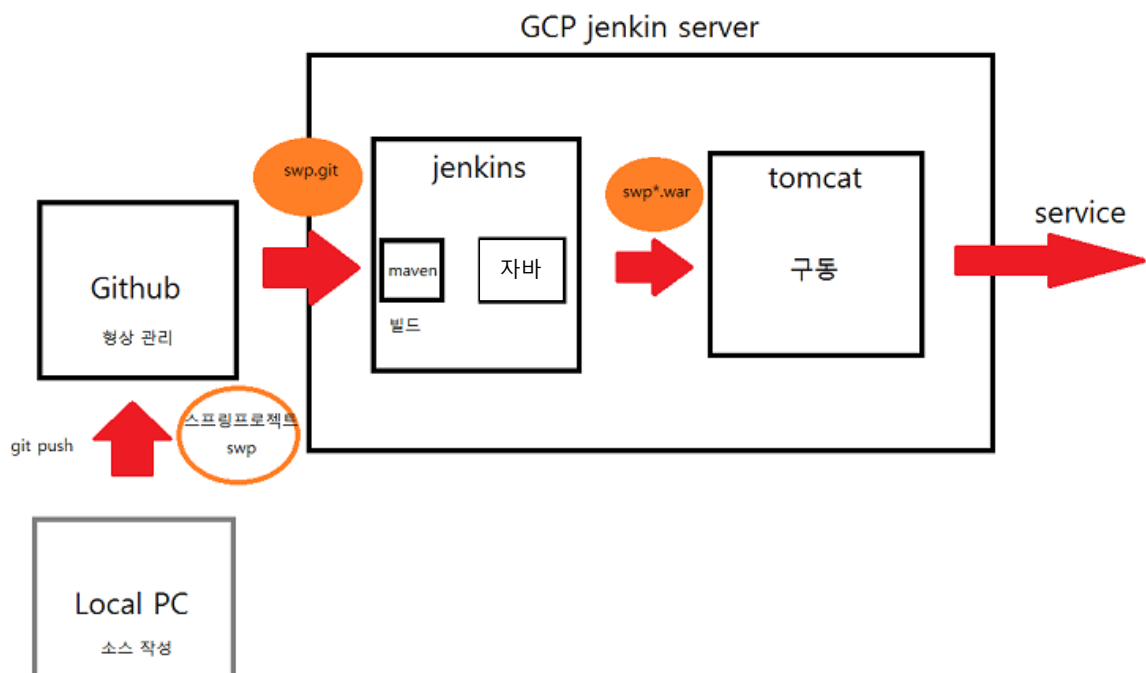 GCP jenkin server
swp.git
jenkins
maven
자바
빌드
swp*.war
tomcat
구동
service
Github
형상 관리
git push
스프링프로젝트
swp
Local PC
소스 작성